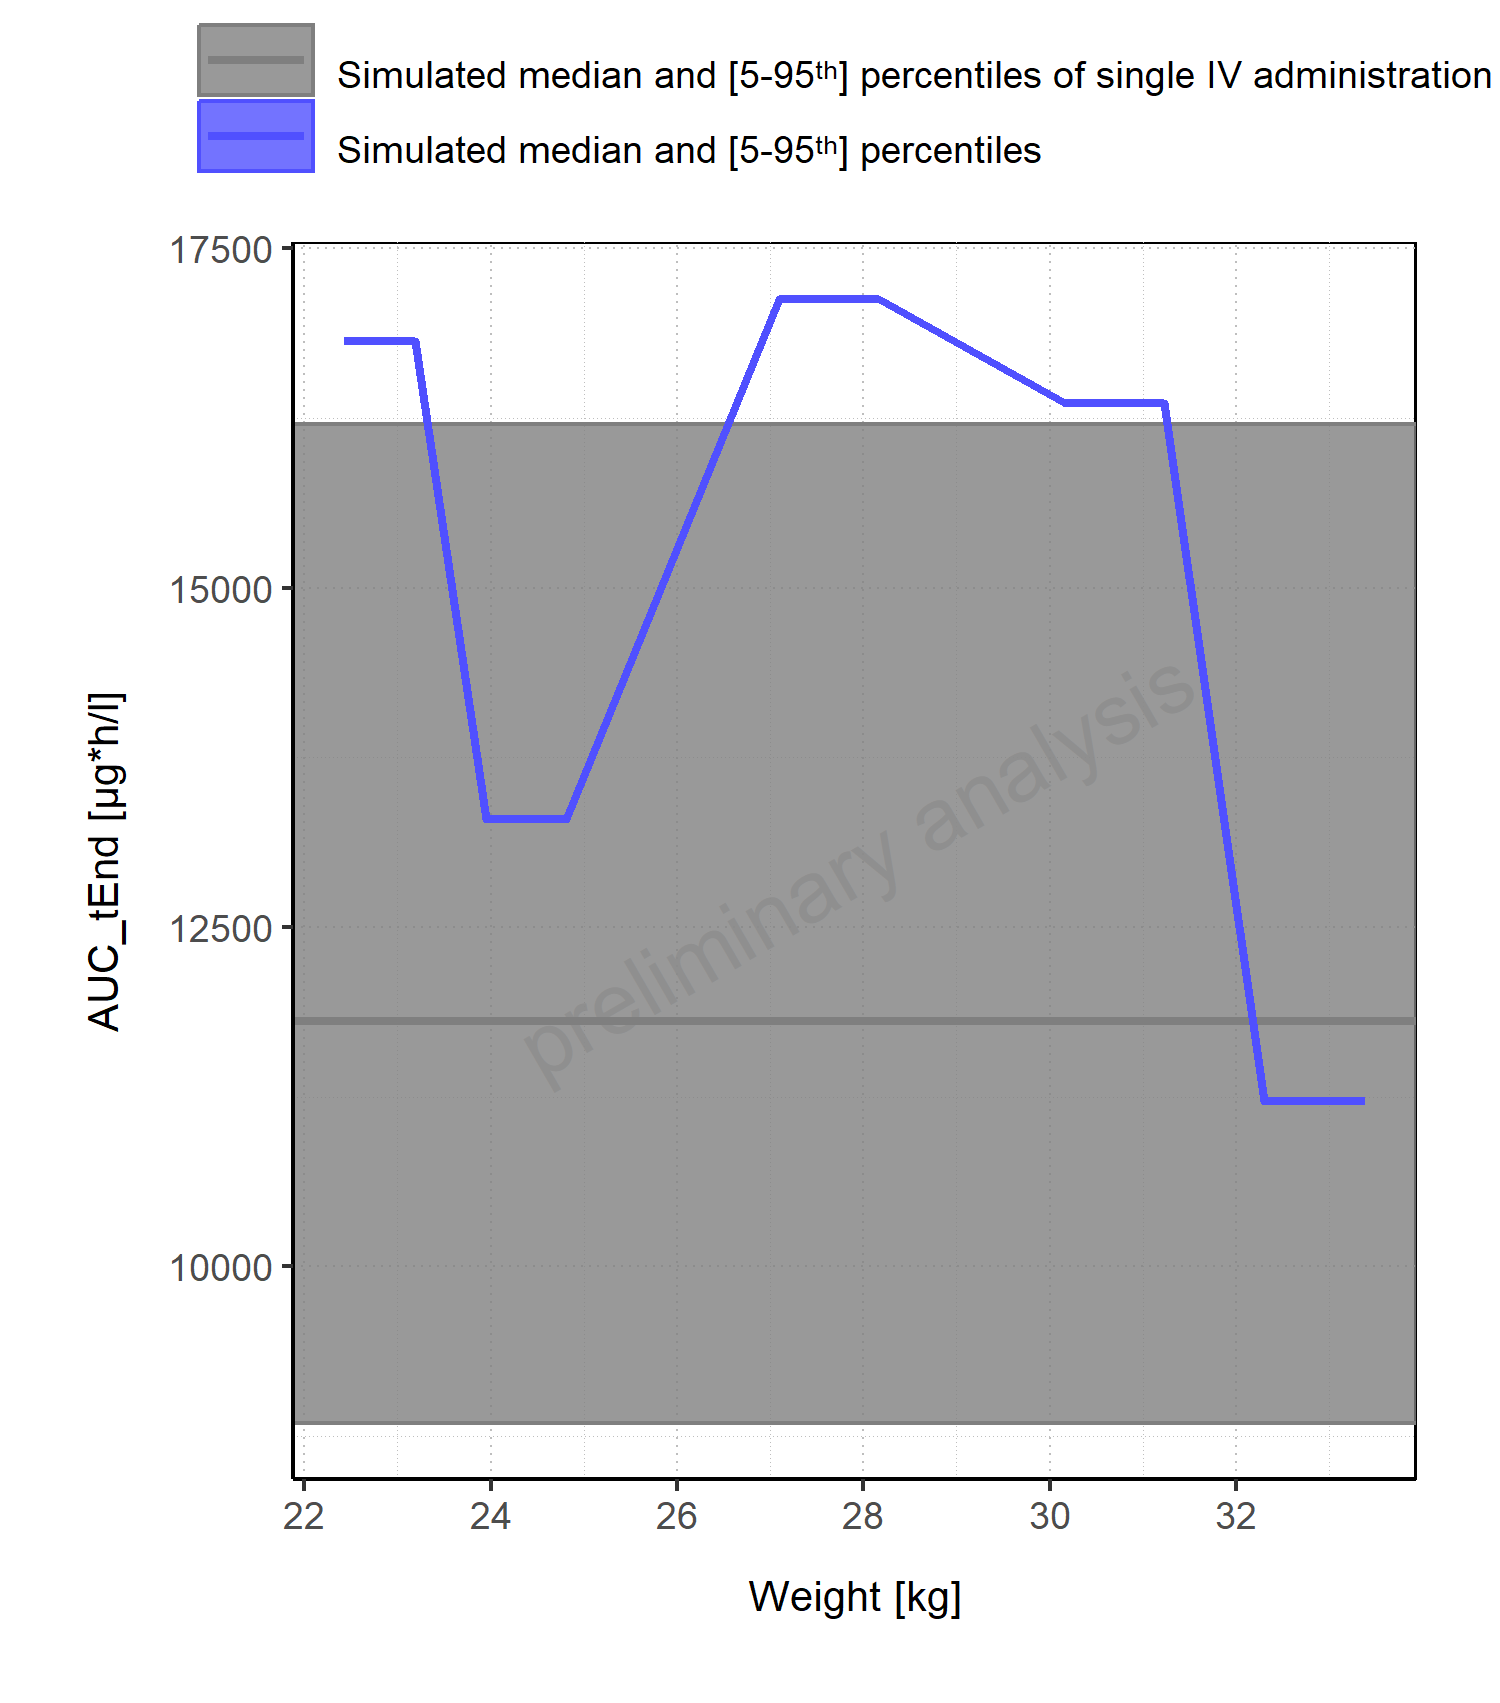 Simulated median and [5-95ᵗʰ] percentiles of single IV administration
Simulated median and [5-95ᵗʰ] percentiles
17500
15000
12500
10000
AUC_tEnd [µg*h/l]
preliminary analysis
22 24 26 28 30 32
Weight [kg]